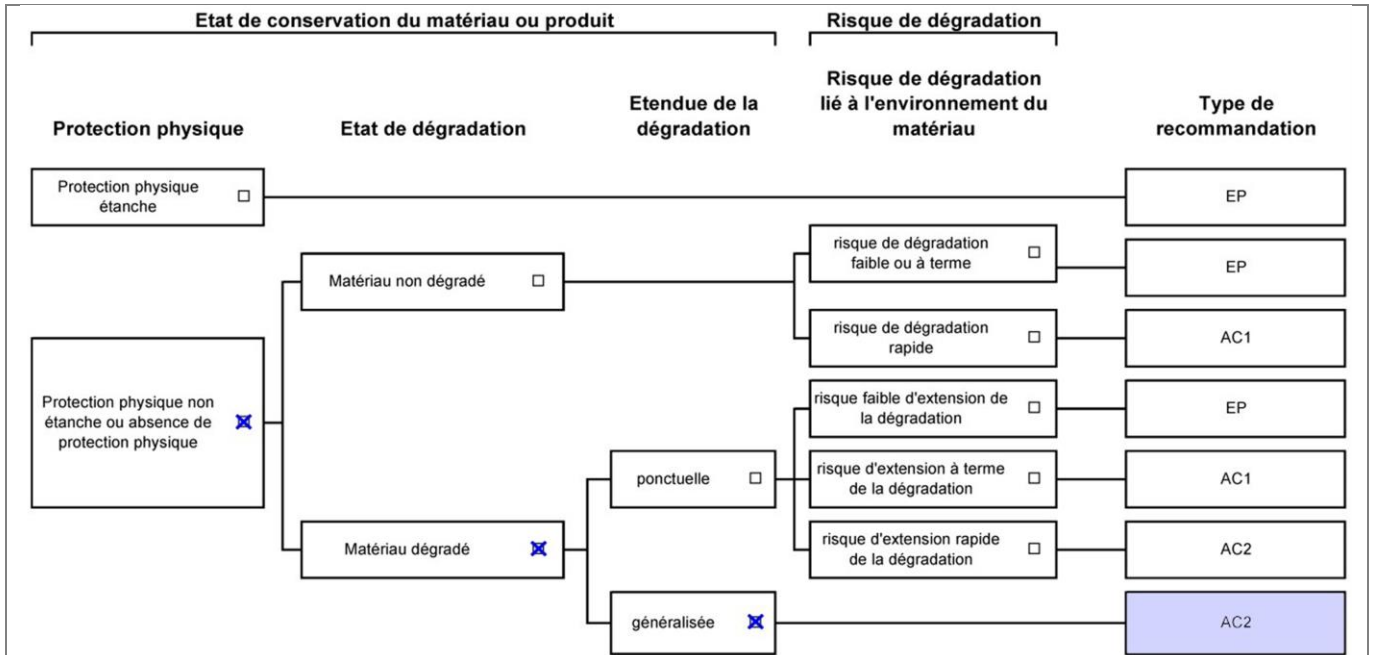 Etat de conservation du matériau ou produit
Risque de dégradation
Protection physique
Etat de dégradation
Etendue de la
dégradation
Risque de dégradation
lié à l'environnement du
matériau
Type de
recommandation
Protection physique
étanche
EP
Matériau non dégradé
risque de dégradation
faible ou à terme
EP
risque de dégradation
rapide
AC1
Protection physique non
étanche ou absence de
protection physique
risque faible d'extension de
la dégradation
EP
ponctuelle
risque d'extension à terme
de la dégradation
AC1
Matériau dégradé
risque d'extension rapide
de la dégradation
AC2
généralisée
AC2